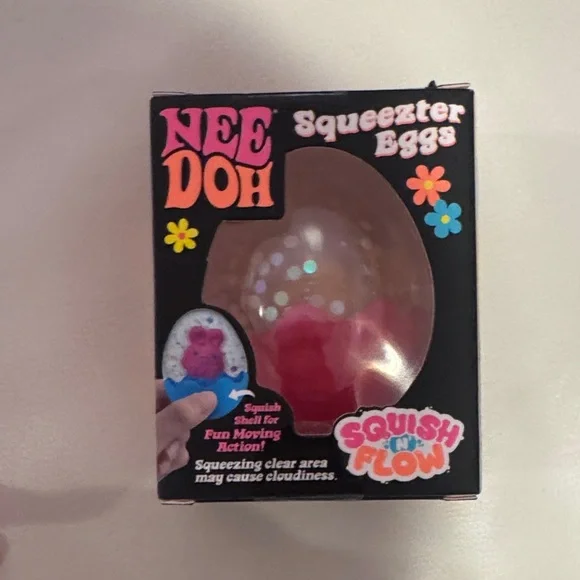 NEE
DOH
Squeezter
Eggs
Squish
Shell for
Fun Moving
Action!
Squeezing clear area
may cause cloudiness.
SQUISH
N'
FLOW